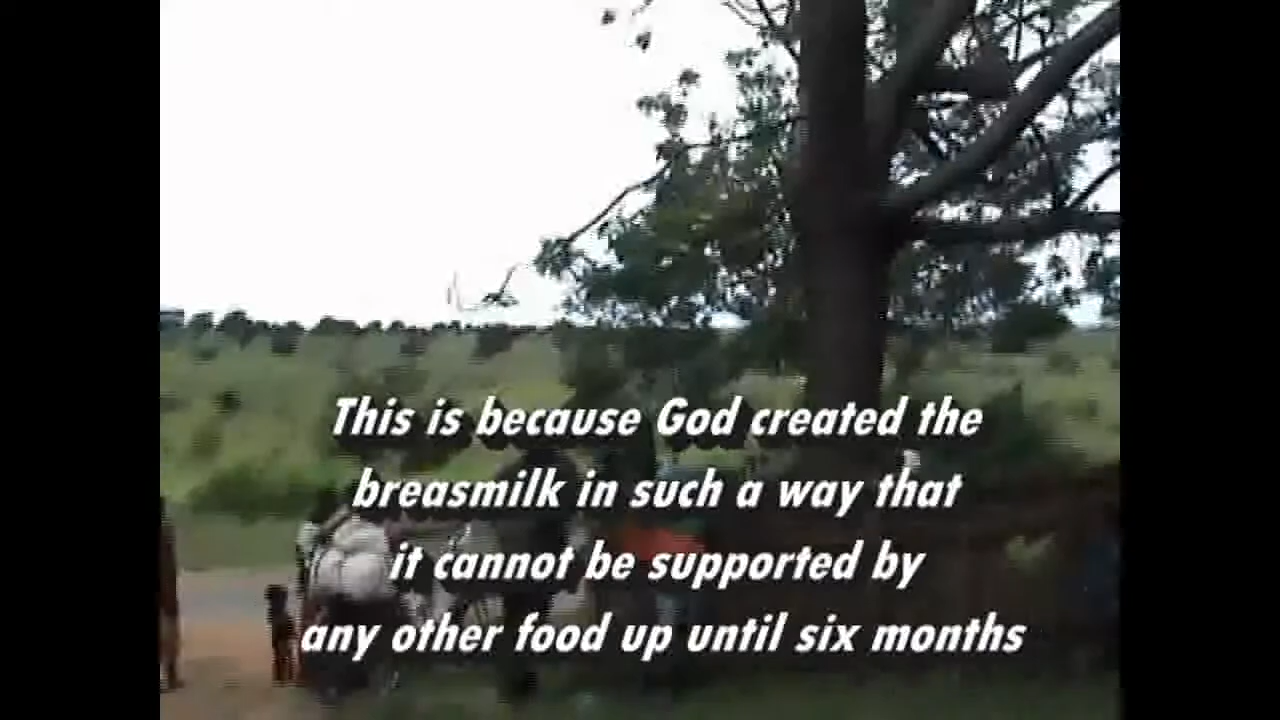 This is because God created the
breasmilk in such a way that
it cannot be supported by
any other food up until six months